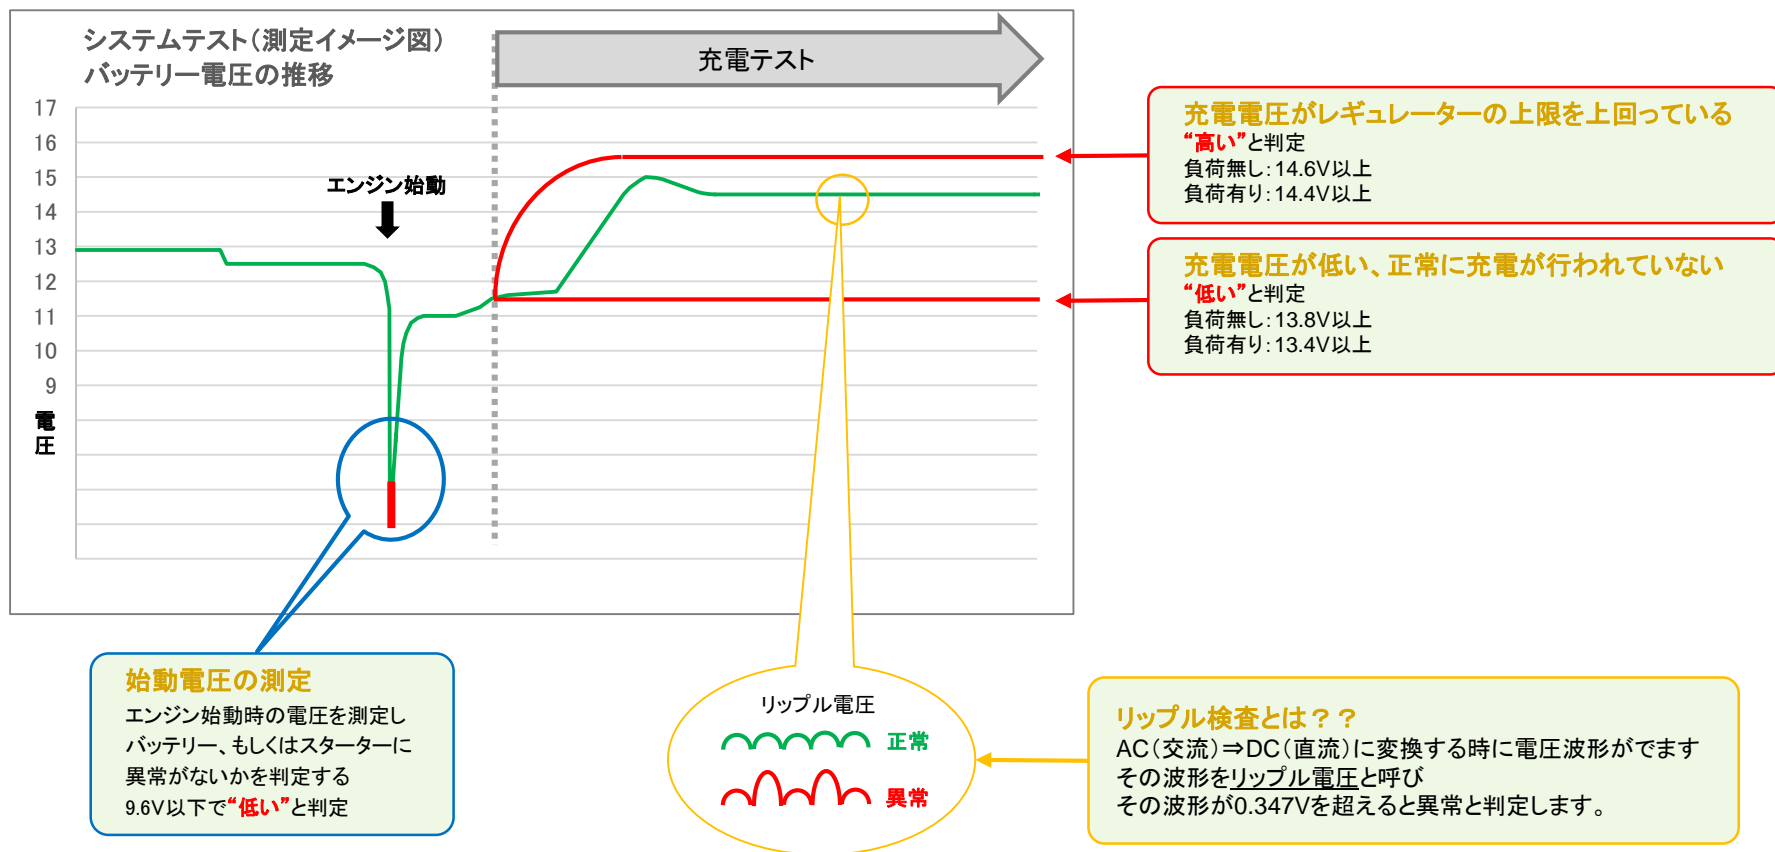 システムテスト（測定イメージ図）
バッテリー電圧の推移
充電テスト
17
16
15
14
13
12
11
10
9
電圧
エンジン始動
充電電圧がレギュレーターの上限を上回っている
“高い”と判定
負荷無し：14.6V以上
負荷有り：14.4V以上
充電電圧が低い、正常に充電が行われていない
“低い”と判定
負荷無し：13.8V以上
負荷有り：13.4V以上
始動電圧の測定
エンジン始動時の電圧を測定し
バッテリー、もしくはスターターに
異常がないかを判定する
9.6V以下で“低い”と判定
リップル電圧
正常
異常
リップル検査とは？？
AC（交流）⇒DC（直流）に変換する時に電圧波形がでます
その波形をリップル電圧と呼び
その波形が0.347Vを超えると異常と判定します。